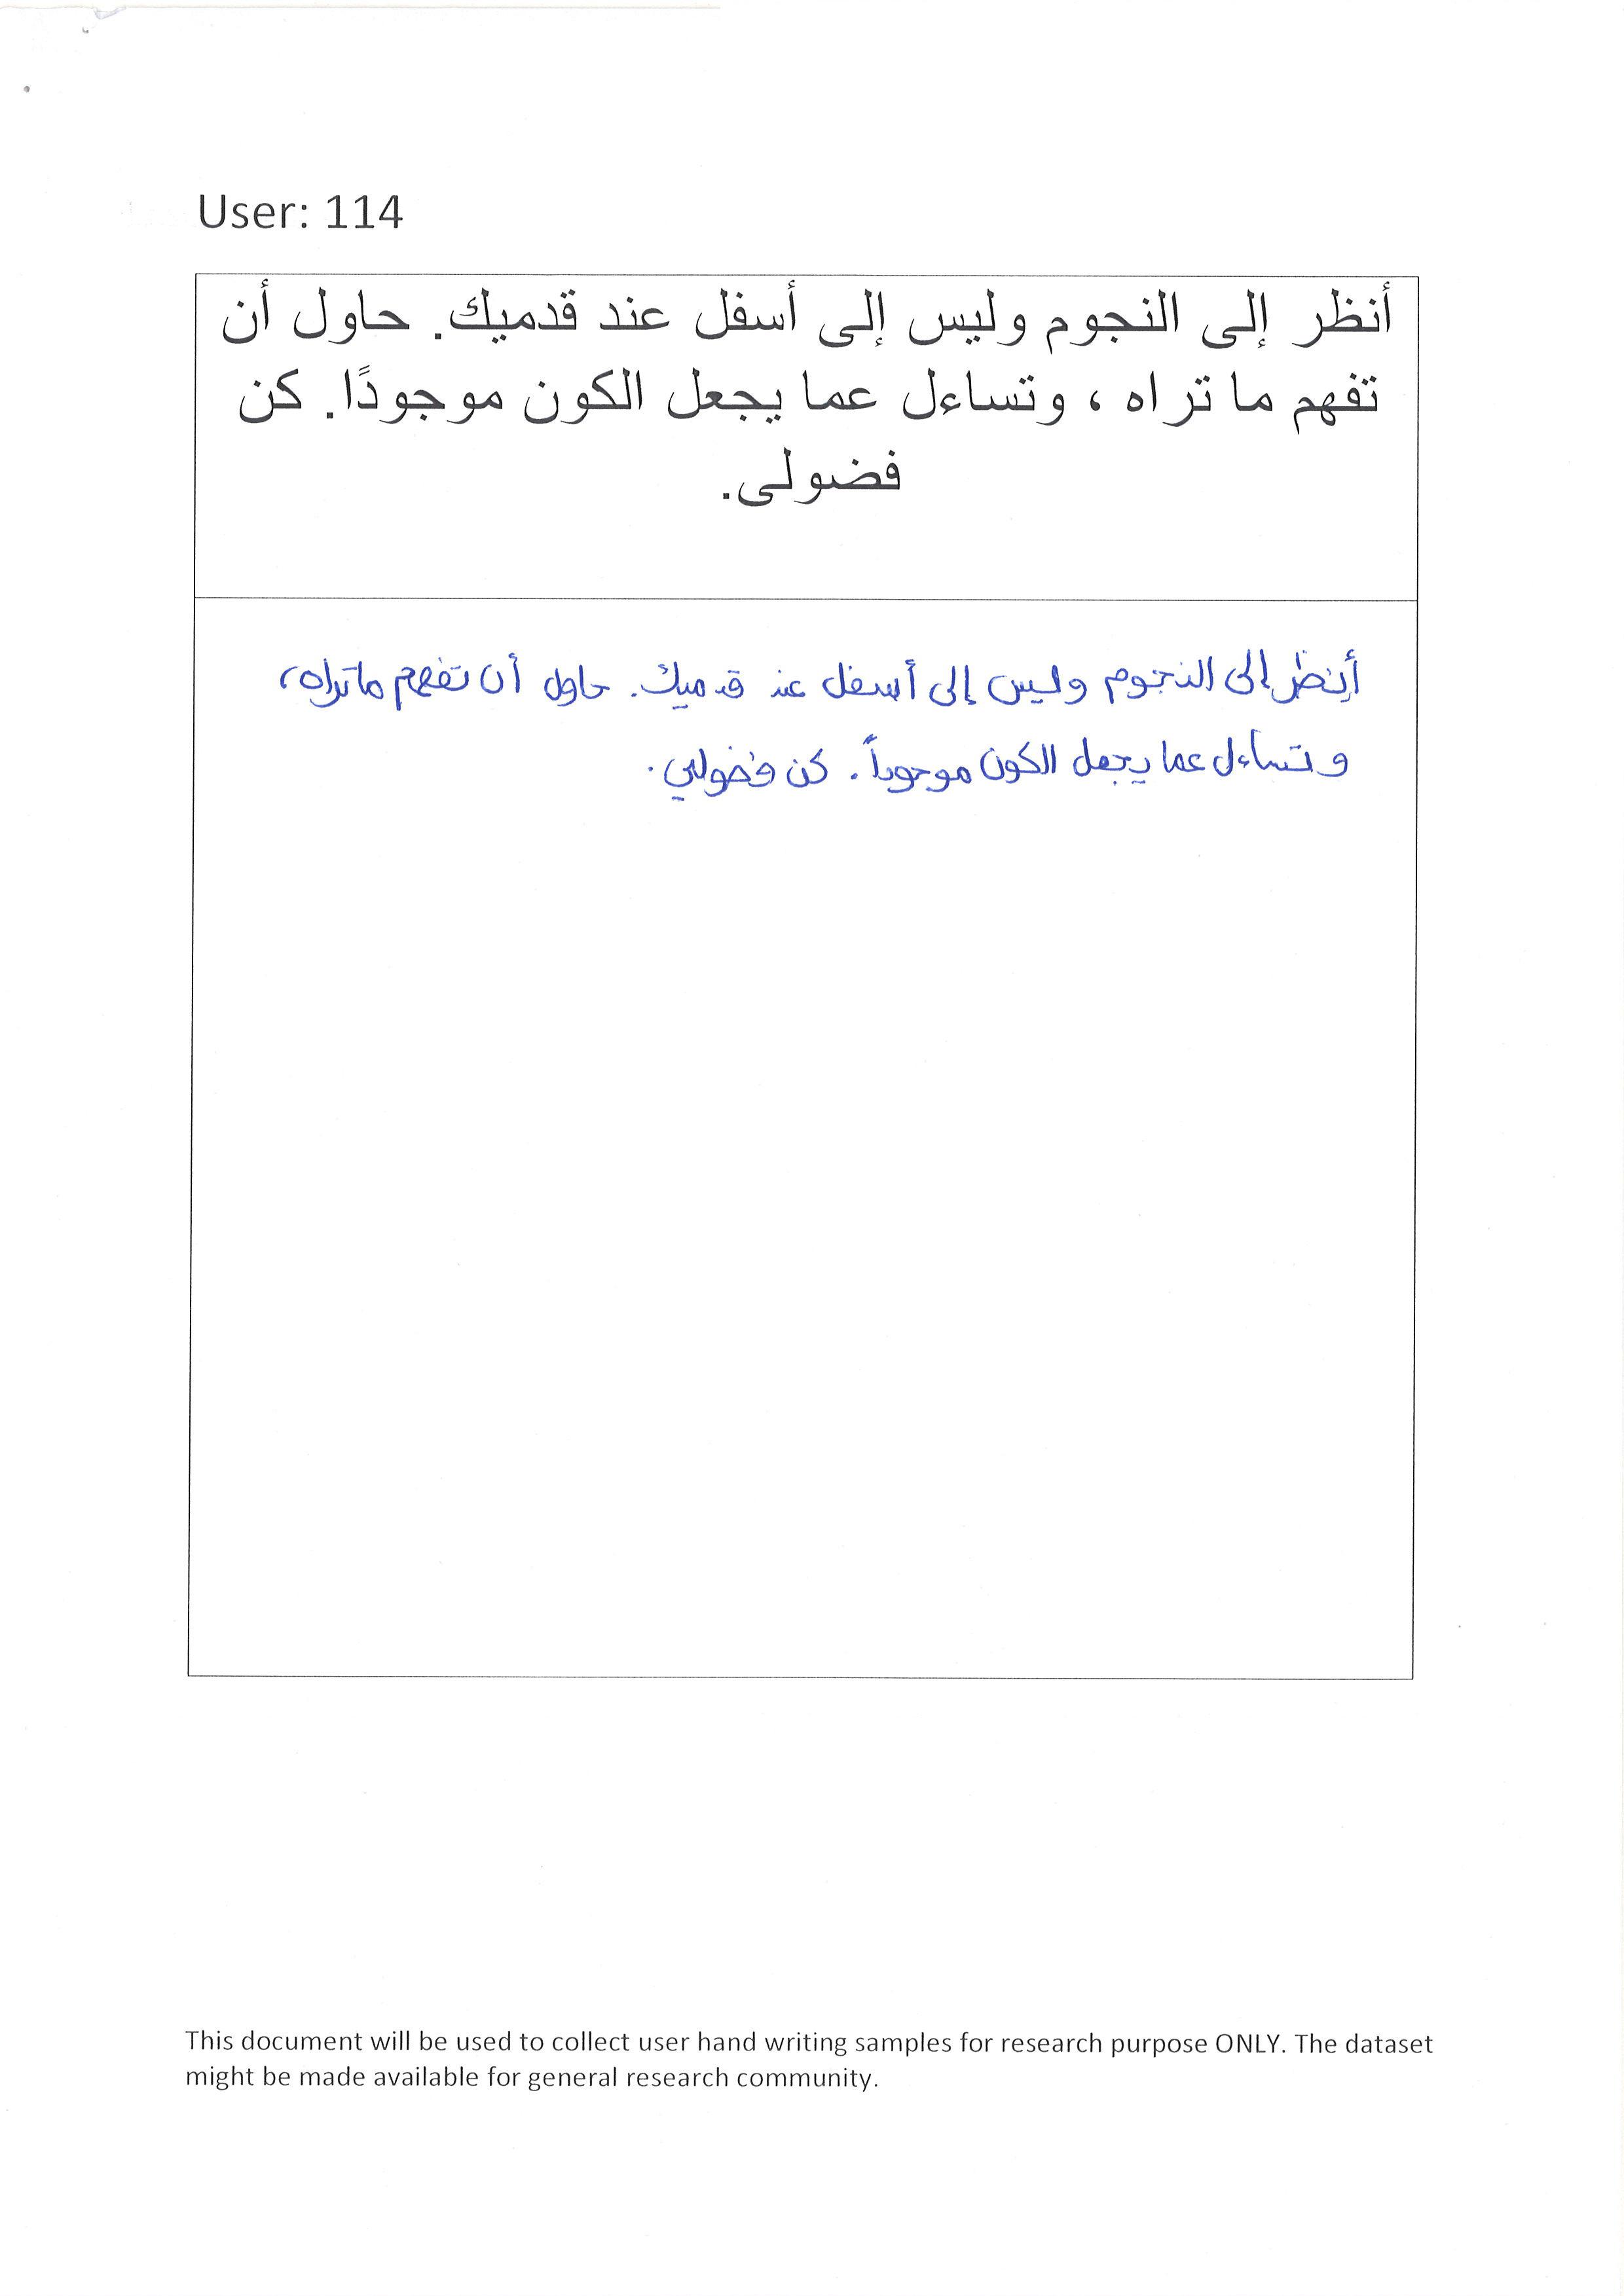 User: 114
أنظر إلى النجوم وليس إلى أسفل عند قدميك. حاول أن
تفهم ما تراه ، وتساءل عما يجعل الكون موجودًا. كن
فضولى.
أنظر إلى النجوم وليس إلى أسفل عند قدميك. حاول أن تفهم ما تراه،
وتساءل عما يجعل الكون موجوداً. كن فضولي.
This document will be used to collect user hand writing samples for research purpose ONLY. The dataset
might be made available for general research community.